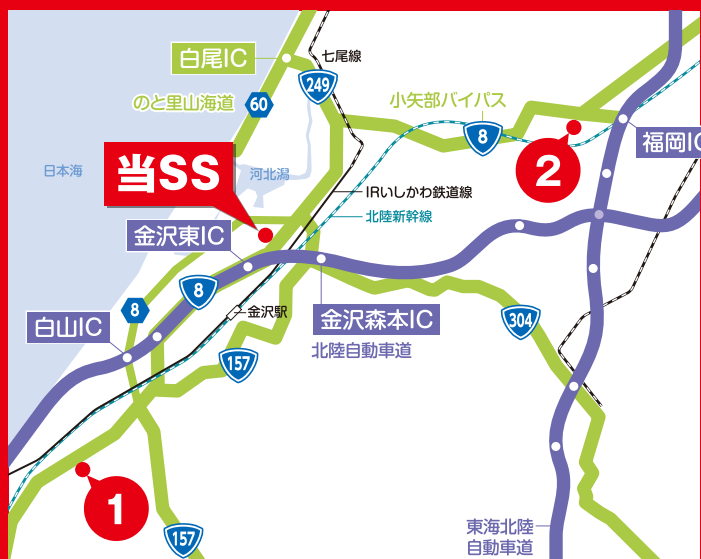 白尾IC
七尾線
249
のと里山海道
60
小矢部バイパス
8
福岡IC
2
当SS
日本海
河北潟
IRいしかわ鉄道線
北陸新幹線
金沢東IC
8
8
白山IC
金沢駅
金沢森本IC
北陸自動車道
304
157
1
157
東海北陸
自動車道